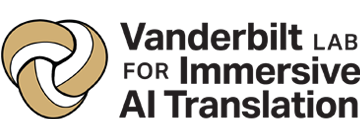 Vanderbilt LAB
FOR Immersive
AI Translation